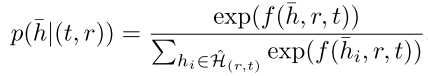 p(h̄|(t, r)) = exp(f(h̄, r, t)) / ∑_{h_i∈Ĥ_{(r,t)}} exp(f(h̄_i, r, t))